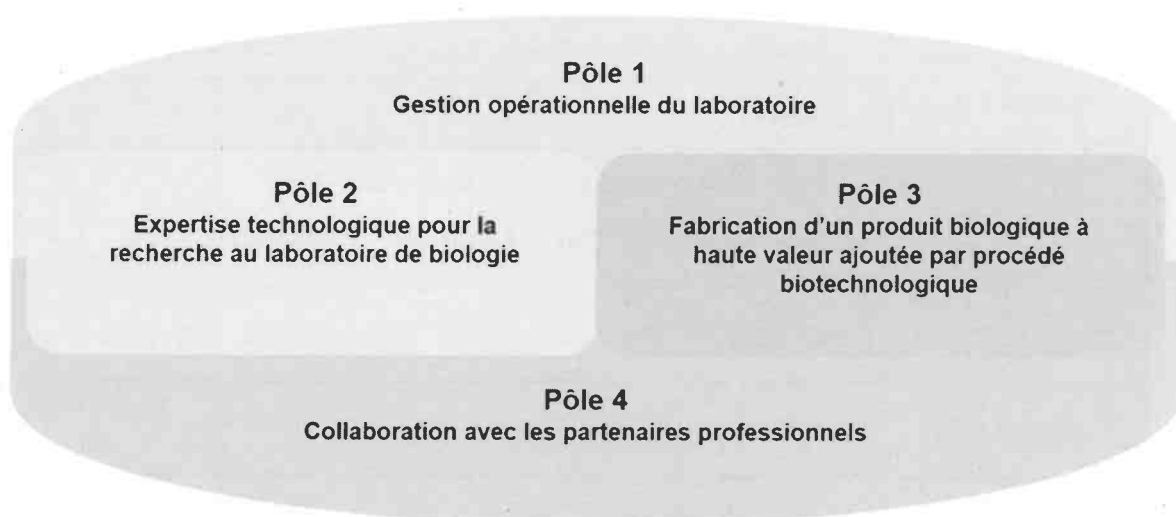 Pôle 1
Gestion opérationnelle du laboratoire
Pôle 2
Expertise technologique pour la
recherche au laboratoire de biologie
Pôle 3
Fabrication d'un produit biologique à
haute valeur ajoutée par procédé
biotechnologique
Pôle 4
Collaboration avec les partenaires professionnels